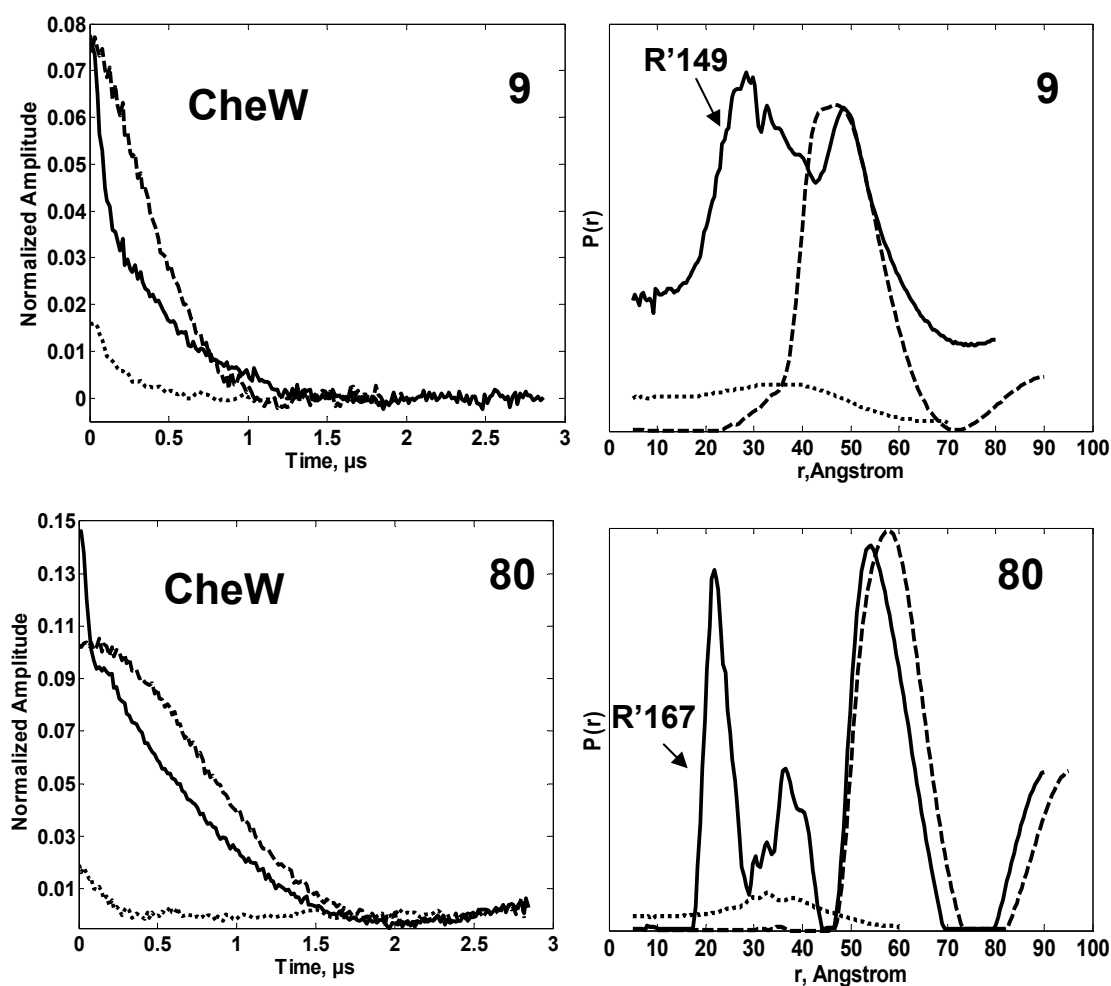 0.08
0.07
0.06
0.05
0.04
0.03
0.02
0.01
0
Normalized Amplitude
CheW
9
0 0.5 1 1.5 2 2.5 3
Time, µs
R'149
9
P(r)
0 10 20 30 40 50 60 70 80 90 100
r,Angstrom
0.15
0.13
0.11
0.09
0.07
0.05
0.03
0.01
Normalized Amplitude
CheW
80
0 0.5 1 1.5 2 2.5 3
Time, µs
80
R'167
P(r)
0 10 20 30 40 50 60 70 80 90 100
r, Angstrom